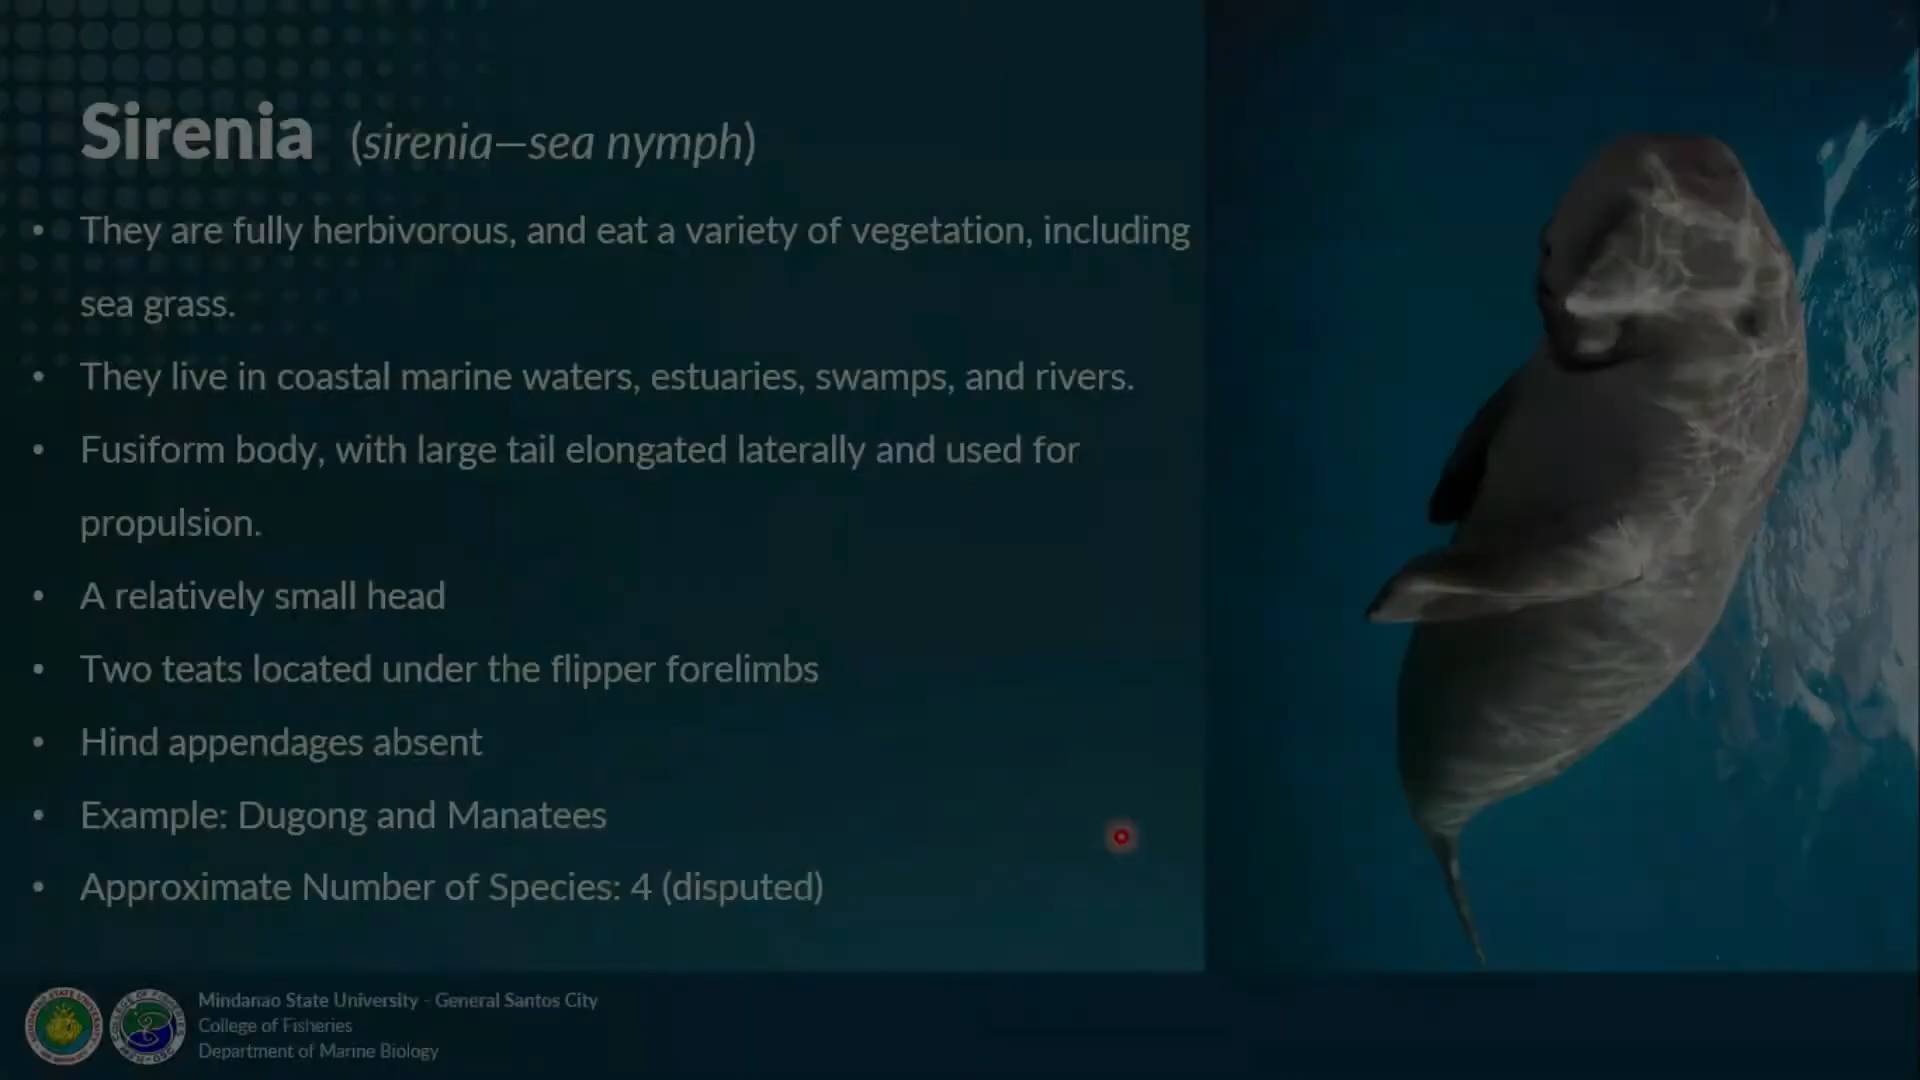 Sirenia (sirenia—sea nymph)
• They are fully herbivorous, and eat a variety of vegetation, including
sea grass.
• They live in coastal marine waters, estuaries, swamps, and rivers.
• Fusiform body, with large tail elongated laterally and used for
propulsion.
• A relatively small head
• Two teats located under the flipper forelimbs
• Hind appendages absent
• Example: Dugong and Manatees
• Approximate Number of Species: 4 (disputed)
Mindanao State University - General Santos City
College of Fisheries
Department of Marine Biology